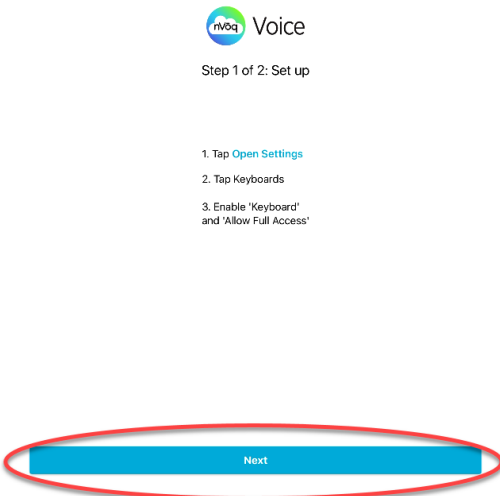 nVōq Voice
Step 1 of 2: Set up
1. Tap Open Settings
2. Tap Keyboards
3. Enable 'Keyboard'
and 'Allow Full Access'
Next